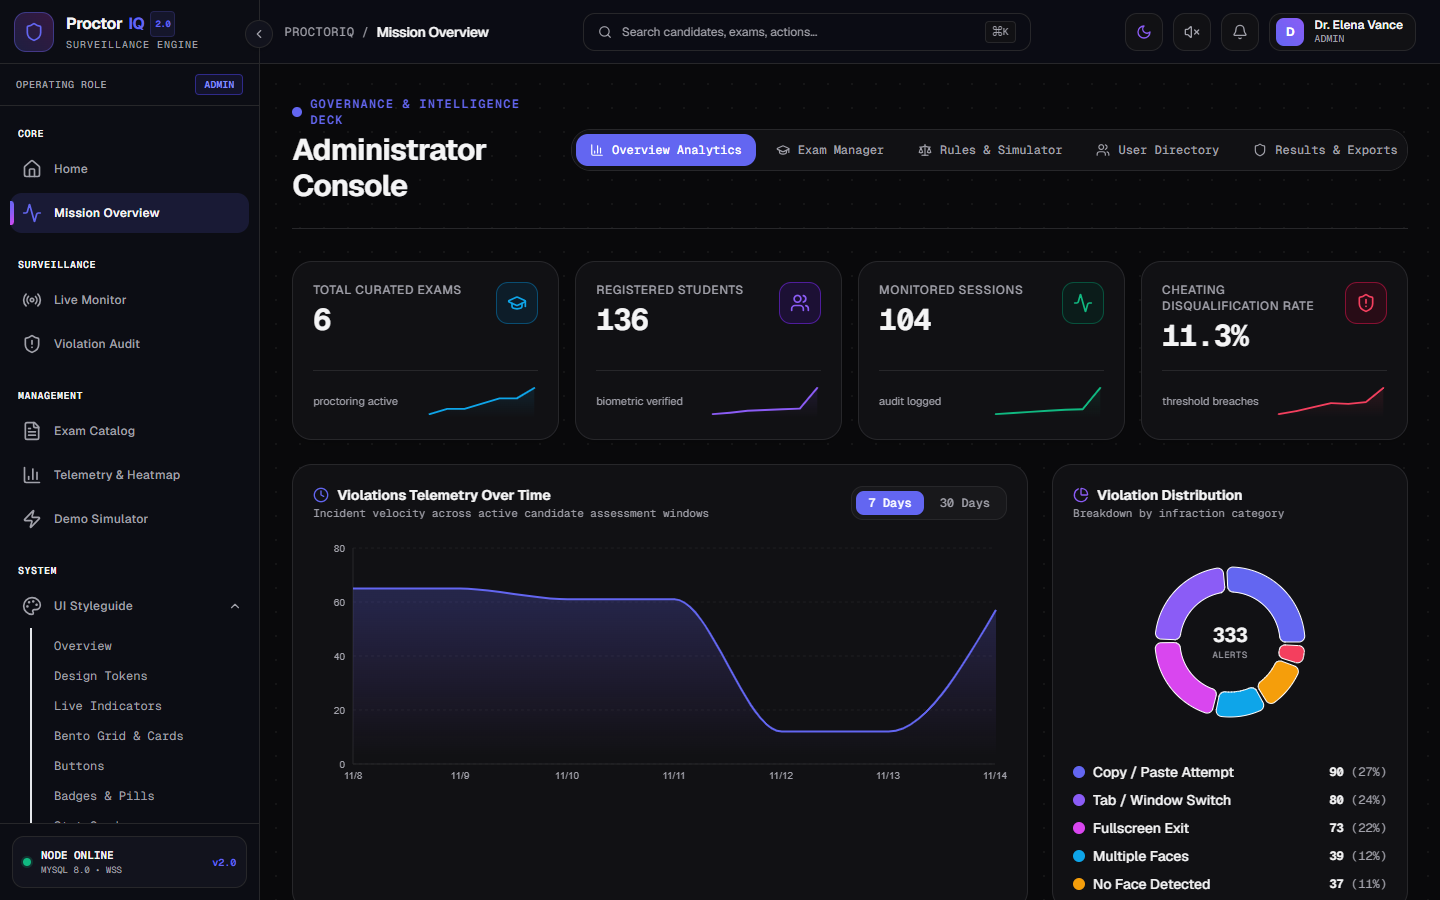 Proctor IQ 2.0
SURVEILLANCE ENGINE
OPERATING ROLE
ADMIN
CORE
Home
Mission Overview
SURVEILLANCE
Live Monitor
Violation Audit
MANAGEMENT
Exam Catalog
Telemetry & Heatmap
Demo Simulator
SYSTEM
UI Styleguide
Overview
Design Tokens
Live Indicators
Bento Grid & Cards
Buttons
Badges & Pills
NODE ONLINE
MYSQL 8.0 • WSS
v2.0
PROCTORIQ / Mission Overview
Search candidates, exams, actions...
⌘K
D
Dr. Elena Vance
ADMIN
GOVERNANCE & INTELLIGENCE
DECK
Administrator
Console
Overview Analytics
Exam Manager
Rules & Simulator
User Directory
Results & Exports
TOTAL CURATED EXAMS
6
proctoring active
REGISTERED STUDENTS
136
biometric verified
MONITORED SESSIONS
104
audit logged
CHEATING
DISQUALIFICATION RATE
11.3%
threshold breaches
Violations Telemetry Over Time
Incident velocity across active candidate assessment windows
7 Days
30 Days
80
60
40
20
0
11/8
11/9
11/10
11/11
11/12
11/13
11/14
Violation Distribution
Breakdown by infraction category
333
ALERTS
Copy / Paste Attempt 90 (27%)
Tab / Window Switch 80 (24%)
Fullscreen Exit 73 (22%)
Multiple Faces 39 (12%)
No Face Detected 37 (11%)